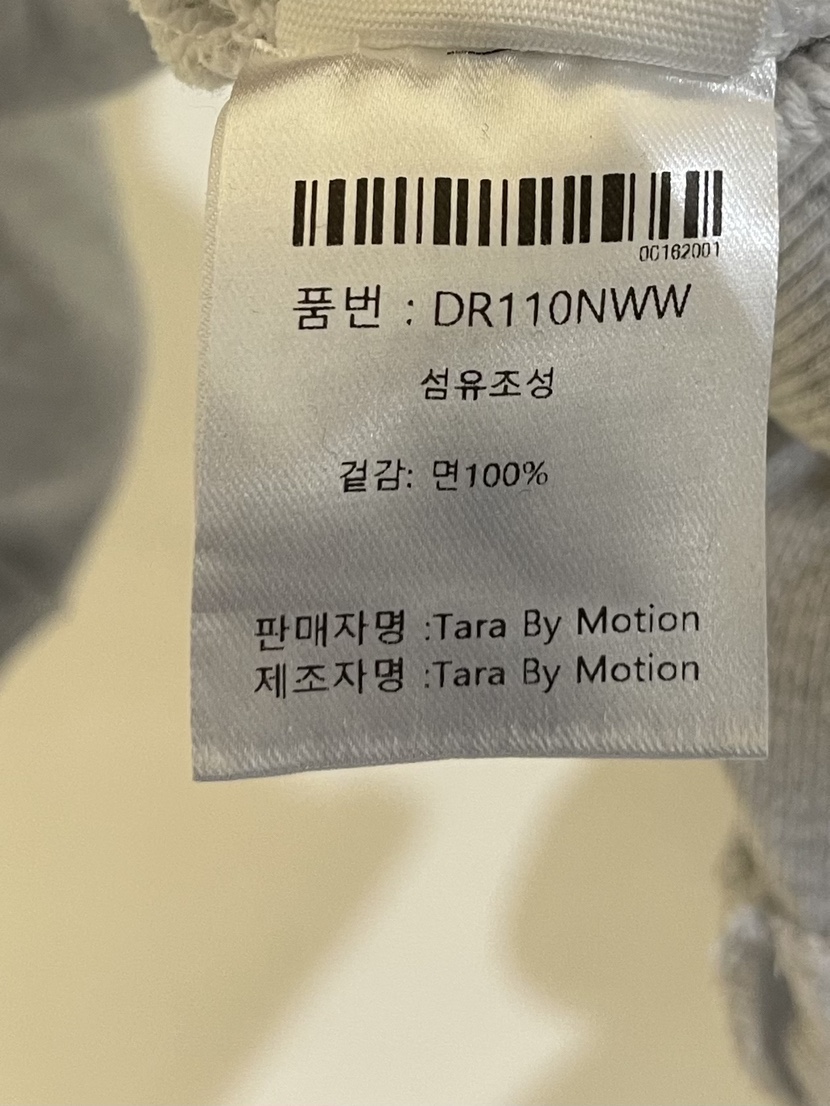 00162001
품번 : DR110NWW
섬유조성
겉감: 면100%
판매자명 :Tara By Motion
제조자명 :Tara By Motion